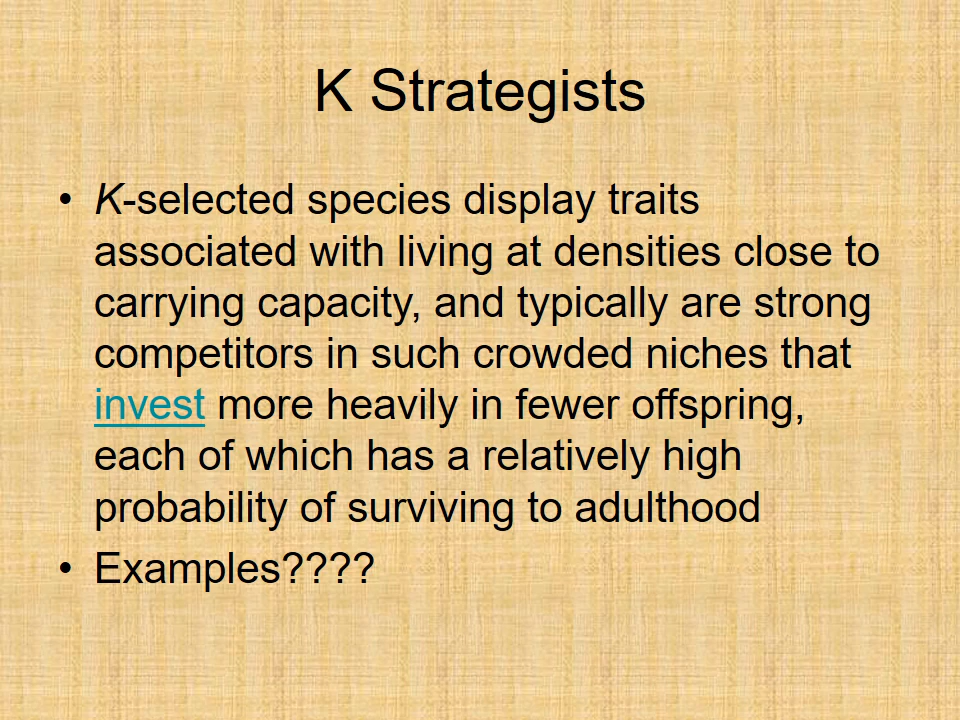 K Strategists
• K-selected species display traits
associated with living at densities close to
carrying capacity, and typically are strong
competitors in such crowded niches that
invest more heavily in fewer offspring,
each of which has a relatively high
probability of surviving to adulthood
• Examples????